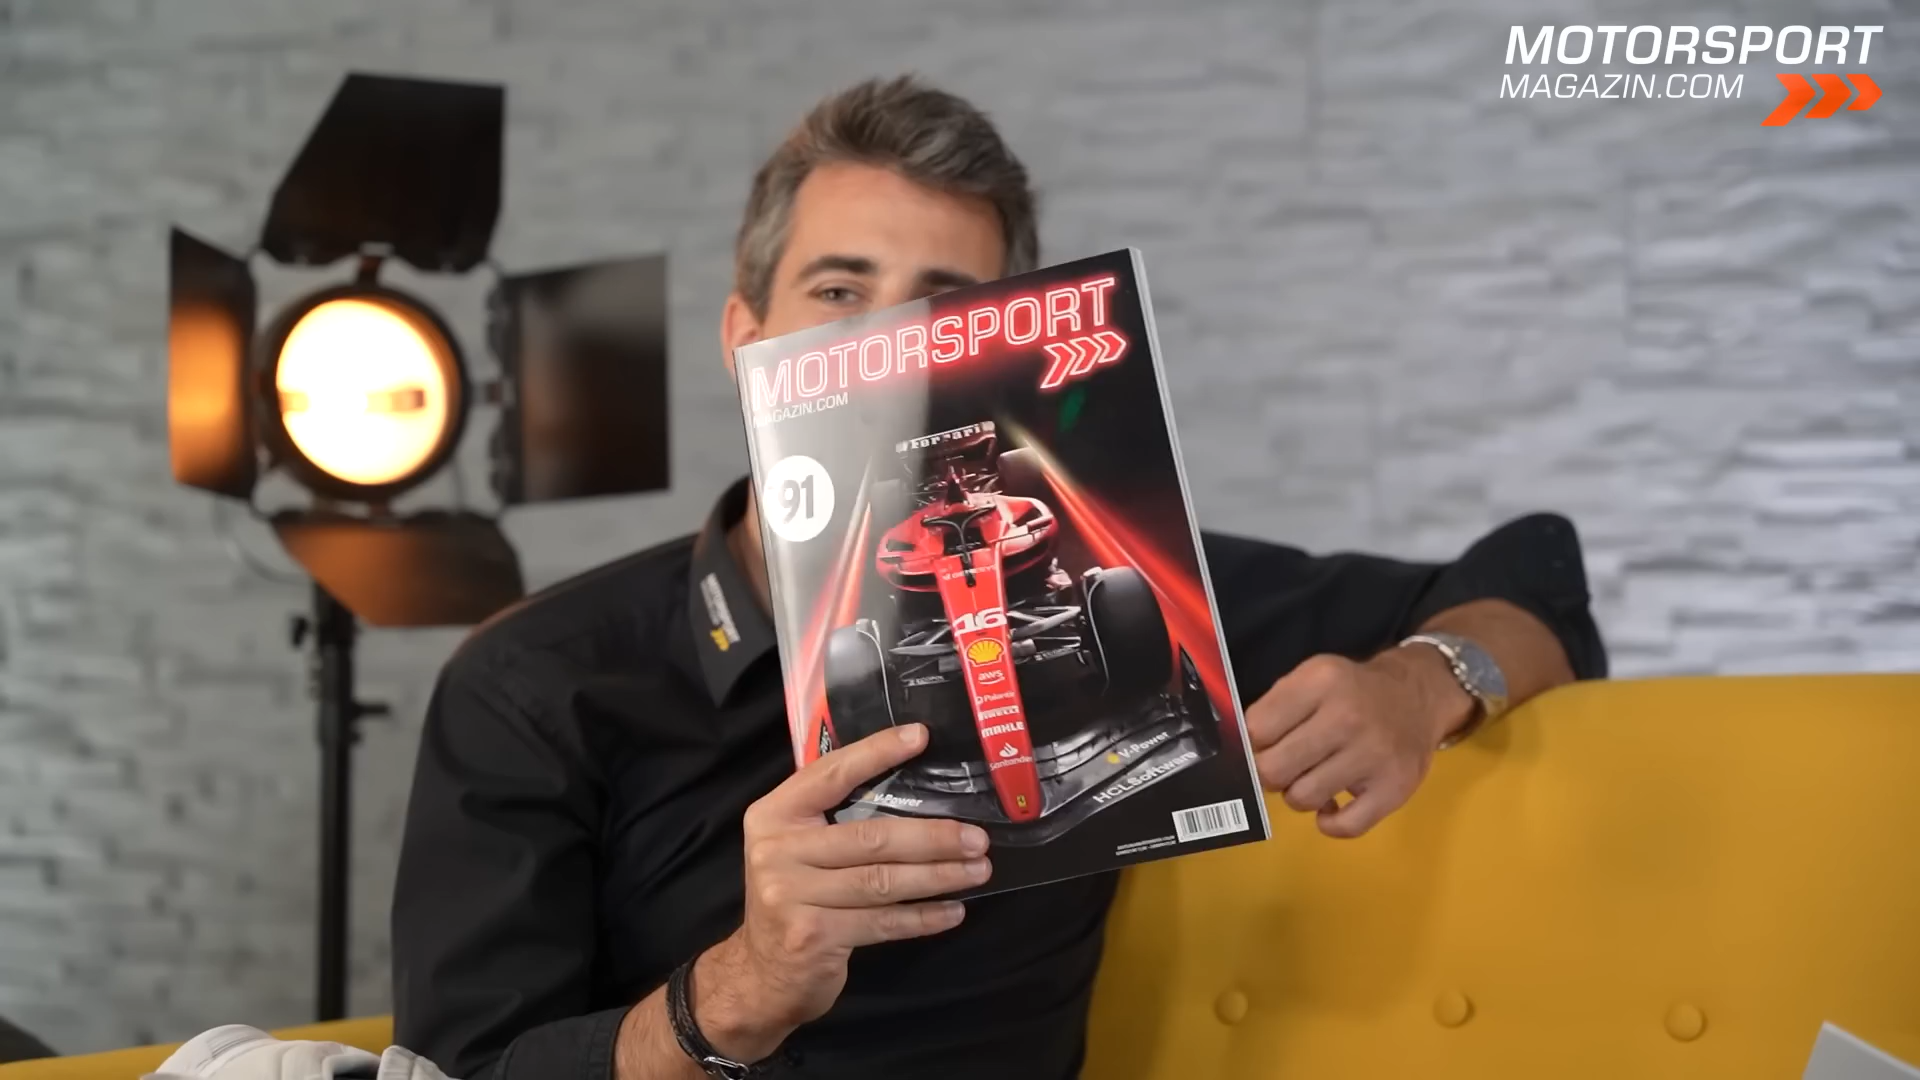 MOTORSPORT
MAGAZIN.COM
MOTORSPORT
MAGAZIN.COM
91
Ferrari
16
aws
Palantir
PIRELLI
MAHLE
Santander
V-Power
V-Power
HCLSoftware